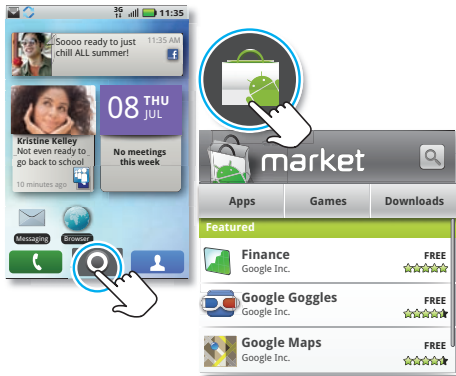 3G
11:35
Soooo ready to just
chill ALL summer!
11:35 AM
f
Kristine Kelley
Not even ready to
go back to school
10 minutes ago
08 THU
JUL
No meetings
this week
Messaging
Browser
market
Apps
Games
Downloads
Featured
Finance
Google Inc.
FREE
Google Goggles
Google Inc.
FREE
Google Maps
Google Inc.
FREE